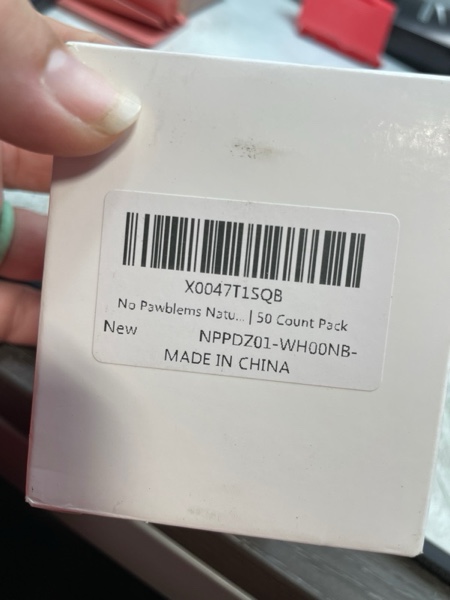 X0047T1SQB
No Pawblems Natu... | 50 Count Pack
New NPPDZ01-WH00NB-
MADE IN CHINA